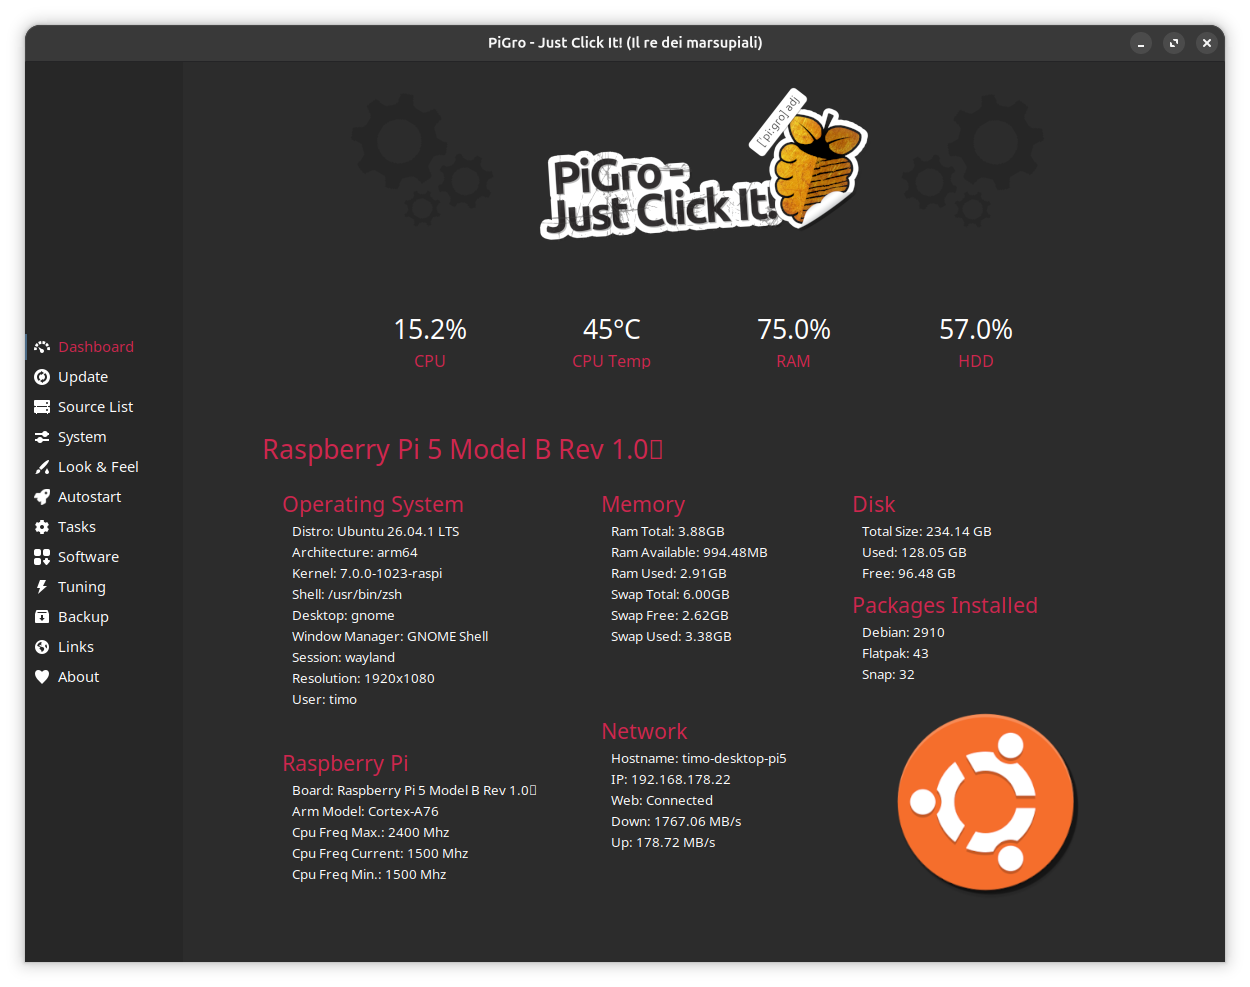 PiGro - Just Click It! (Il re dei marsupiali)
['pi:gro] adj
PiGro-
Just Click It!
15.2%
CPU
45°C
CPU Temp
75.0%
RAM
57.0%
HDD
Dashboard
Update
Source List
System
Look & Feel
Autostart
Tasks
Software
Tuning
Backup
Links
About
Raspberry Pi 5 Model B Rev 1.0
Operating System
Distro: Ubuntu 26.04.1 LTS
Architecture: arm64
Kernel: 7.0.0-1023-raspi
Shell: /usr/bin/zsh
Desktop: gnome
Window Manager: GNOME Shell
Session: wayland
Resolution: 1920x1080
User: timo
Raspberry Pi
Board: Raspberry Pi 5 Model B Rev 1.0
Arm Model: Cortex-A76
Cpu Freq Max.: 2400 Mhz
Cpu Freq Current: 1500 Mhz
Cpu Freq Min.: 1500 Mhz
Memory
Ram Total: 3.88GB
Ram Available: 994.48MB
Ram Used: 2.91GB
Swap Total: 6.00GB
Swap Free: 2.62GB
Swap Used: 3.38GB
Network
Hostname: timo-desktop-pi5
IP: 192.168.178.22
Web: Connected
Down: 1767.06 MB/s
Up: 178.72 MB/s
Disk
Total Size: 234.14 GB
Used: 128.05 GB
Free: 96.48 GB
Packages Installed
Debian: 2910
Flatpak: 43
Snap: 32